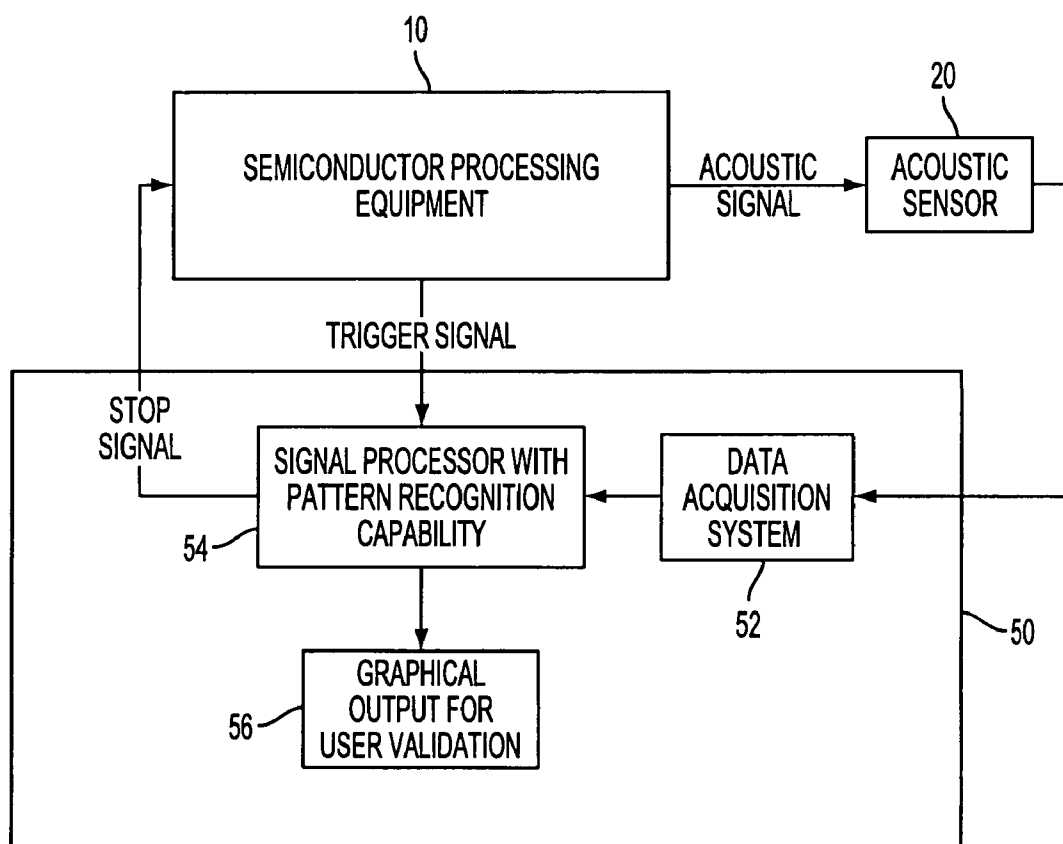 10
20
SEMICONDUCTOR PROCESSING
EQUIPMENT
ACOUSTIC
SIGNAL
ACOUSTIC
SENSOR
TRIGGER SIGNAL
STOP
SIGNAL
SIGNAL PROCESSOR WITH
PATTERN RECOGNITION
CAPABILITY
54
DATA
ACQUISITION
SYSTEM
52
50
GRAPHICAL
OUTPUT FOR
USER VALIDATION
56